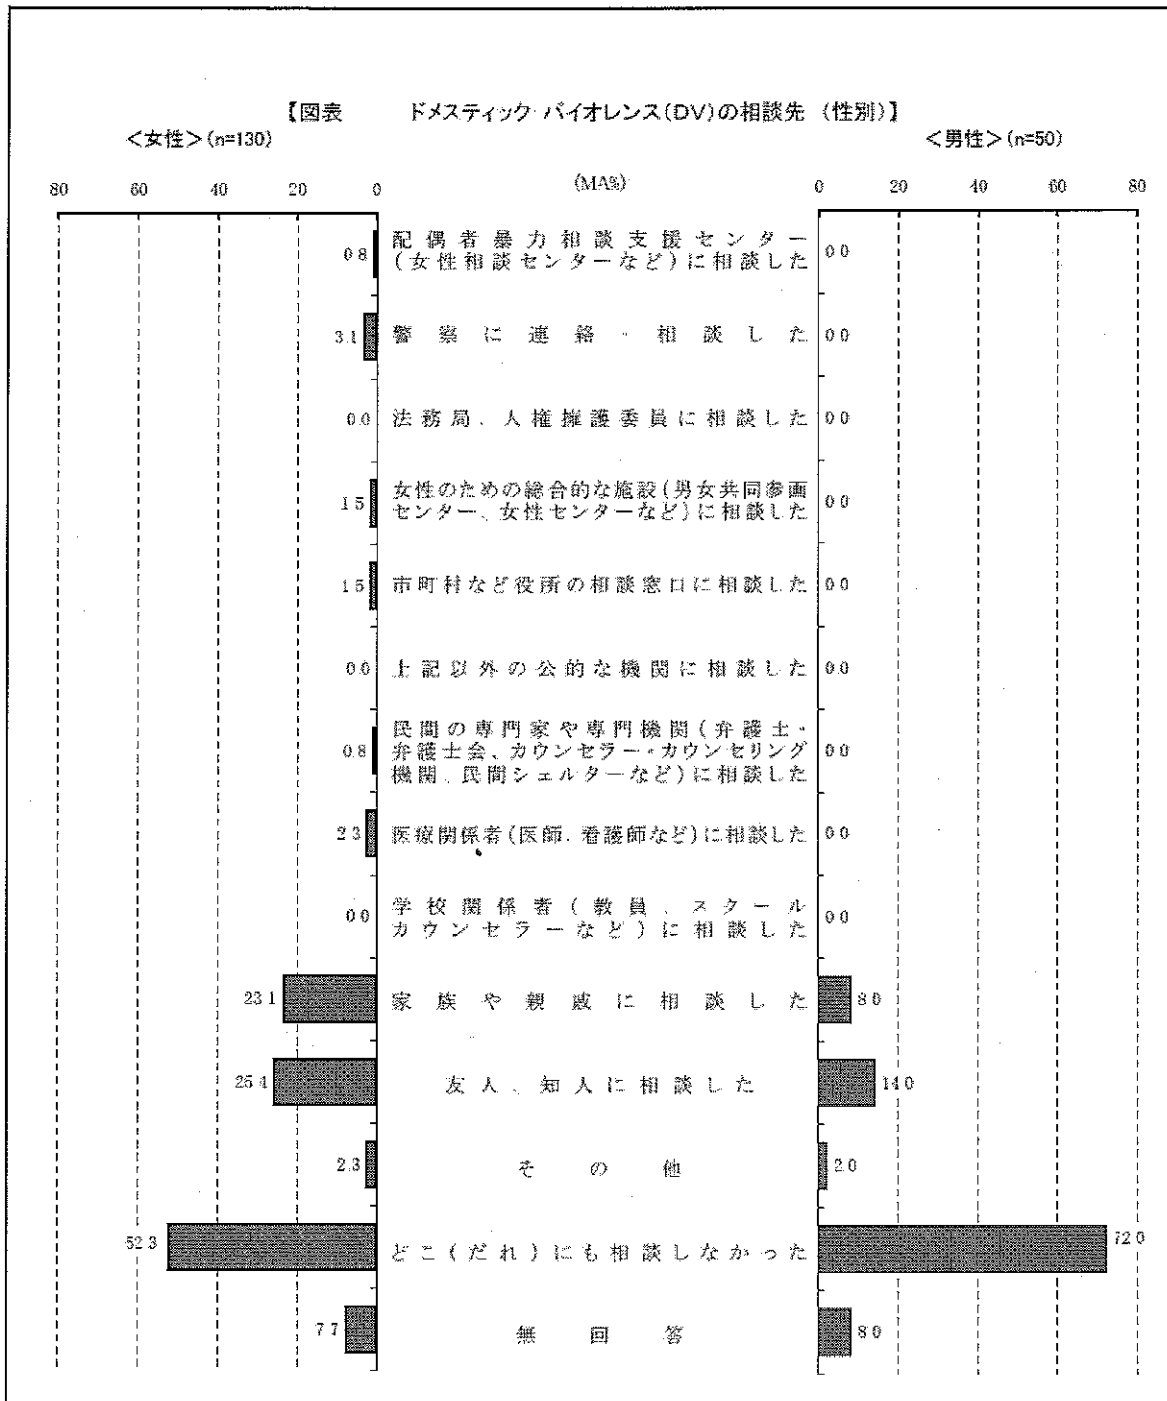 【図表　　ドメスティック・バイオレンス(DV)の相談先 (性別)】
＜女性＞(n=130)　＜男性＞(n=50)
80 60 40 20 0 (MA%) 0 20 40 60 80
配偶者暴力相談支援センター
0.8 (女性相談センターなど)に相談した 0.0
3.1 警察に連絡・相談した 0.0
0.0 法務局、人権擁護委員に相談した 0.0
女性のための総合的な施設(男女共同参画
1.5 センター、女性センターなど)に相談した 0.0
1.5 市町村など役所の相談窓口に相談した 0.0
0.0 上記以外の公的な機関に相談した 0.0
民間の専門家や専門機関(弁護士・
0.8 弁護士会、カウンセラー・カウンセリング 0.0
機関、民間シェルターなど)に相談した
2.3 医療関係者(医師、看護師など)に相談した 0.0
学校関係者(教員、スクール
0.0 カウンセラーなど)に相談した 0.0
23.1 家族や親戚に相談した 8.0
25.4 友人、知人に相談した 14.0
2.3 その他 2.0
52.3 どこ(だれ)にも相談しなかった 72.0
7.7 無回答 8.0